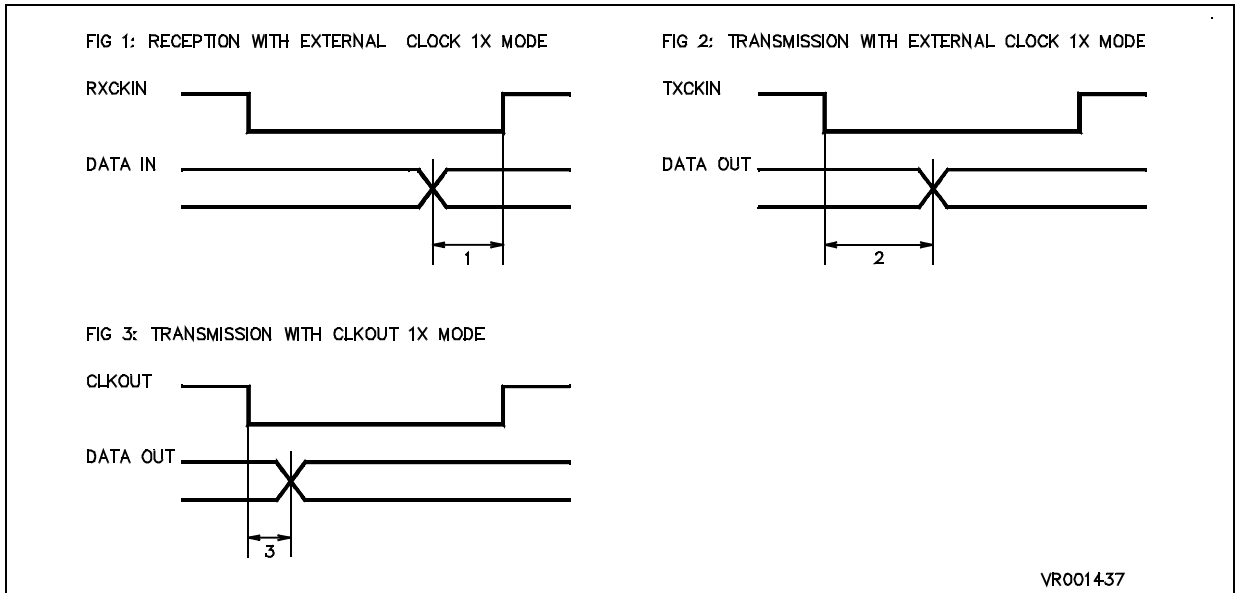 FIG 1: RECEPTION WITH EXTERNAL CLOCK 1X MODE
RXCKIN
DATA IN
1
FIG 2: TRANSMISSION WITH EXTERNAL CLOCK 1X MODE
TXCKIN
DATA OUT
2
FIG 3: TRANSMISSION WITH CLKOUT 1X MODE
CLKOUT
DATA OUT
3
VR001437